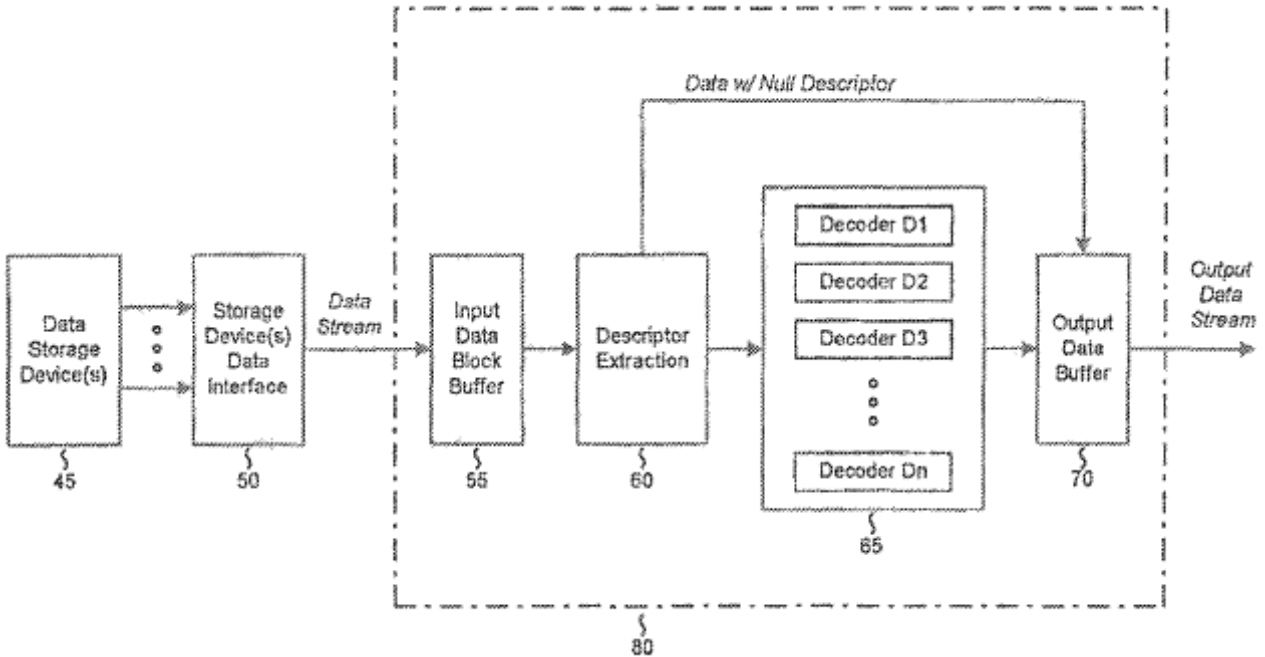 Data w/ Null Descriptor
Data
Storage
Device(s)
45
Storage
Device(s)
Data
Interface
50
Data
Stream
Input
Data
Block
Buffer
55
Descriptor
Extraction
60
Decoder D1
Decoder D2
Decoder D3
Decoder Dn
65
Output
Data
Buffer
70
Output
Data
Stream
80